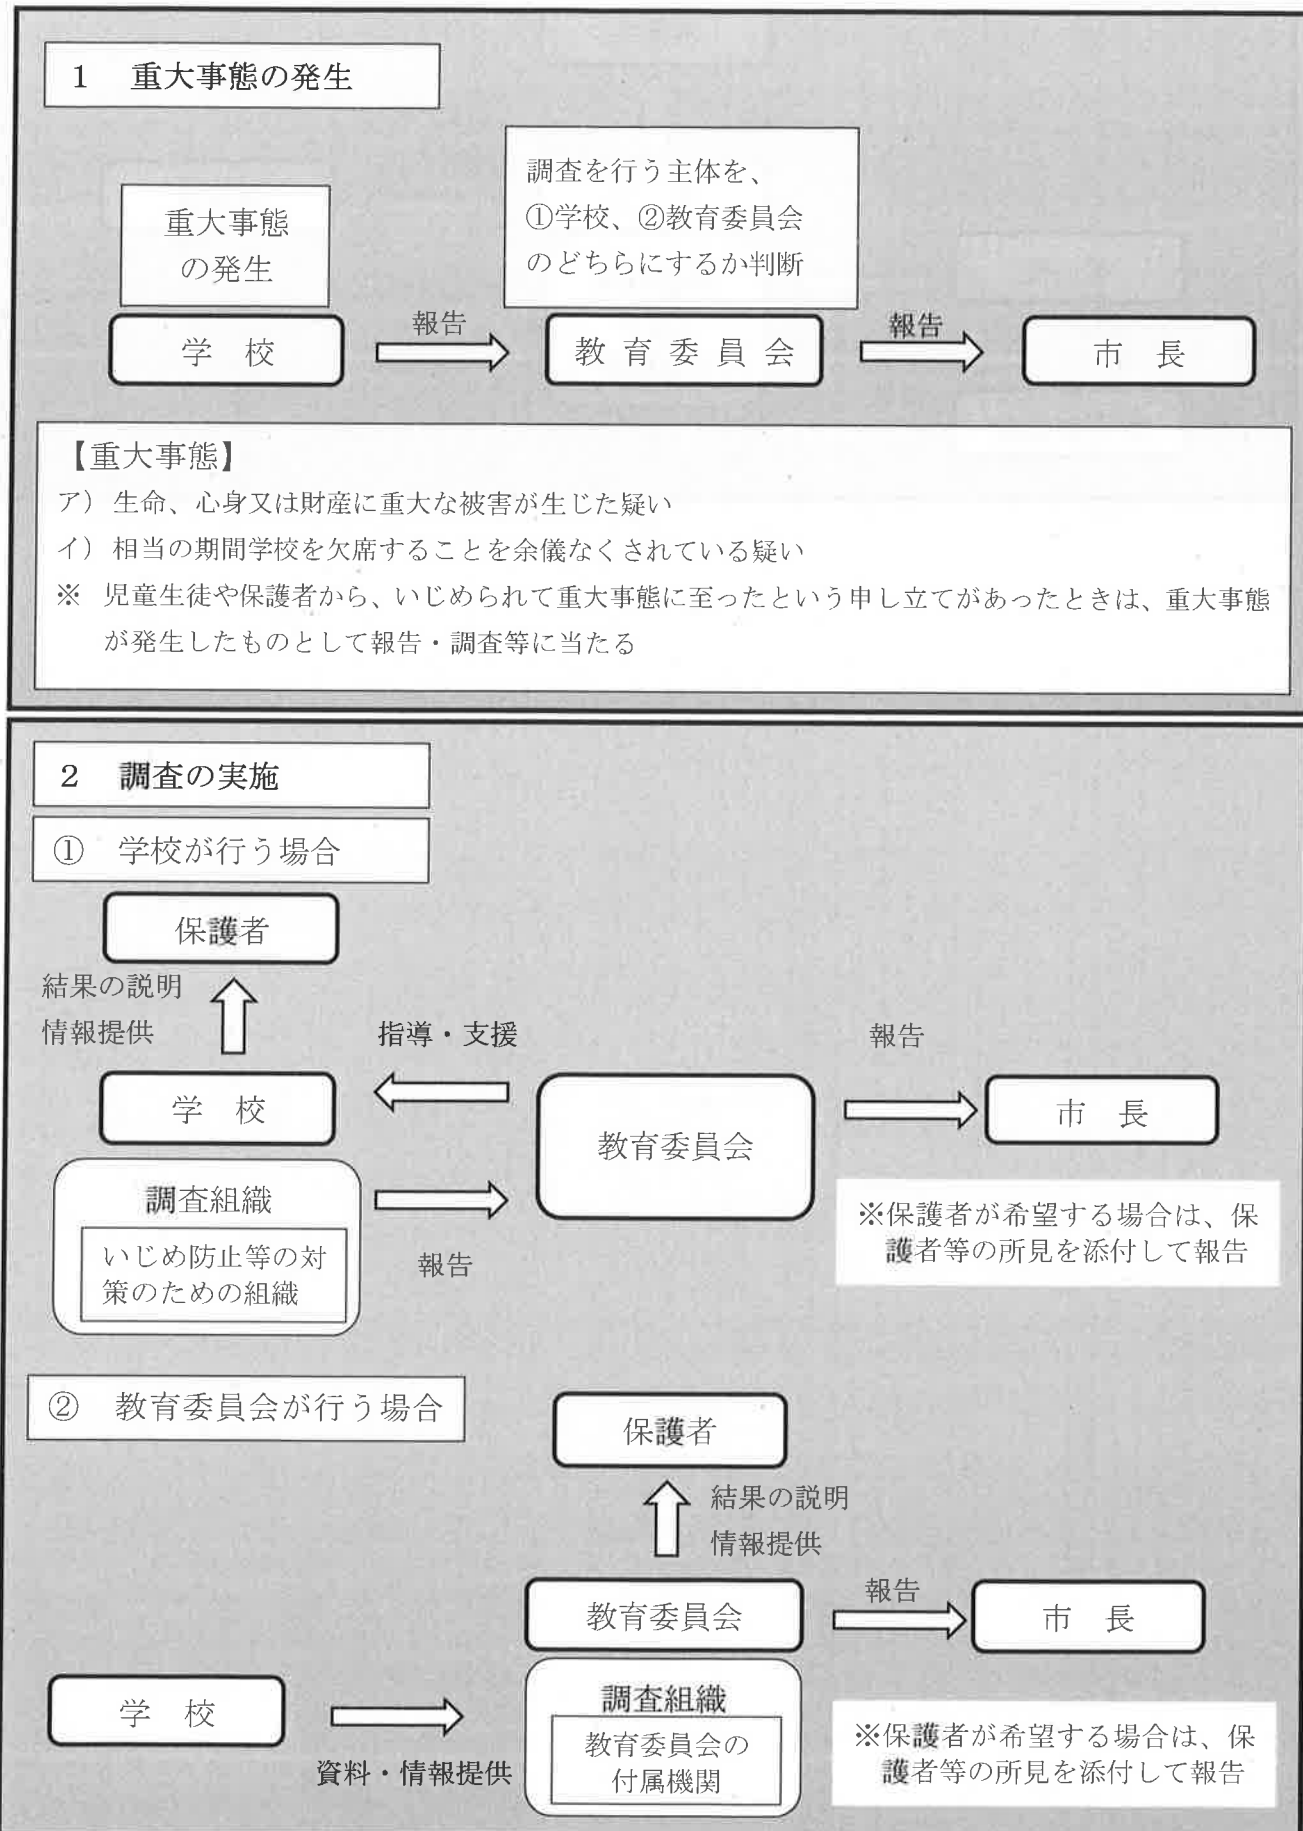 1 重大事態の発生
重大事態
の発生
調査を行う主体を、
①学校、②教育委員会
のどちらにするか判断
学 校
報告
教 育 委 員 会
報告
市 長
【重大事態】
ア）生命、心身又は財産に重大な被害が生じた疑い
イ）相当の期間学校を欠席することを余儀なくされている疑い
※ 児童生徒や保護者から、いじめられて重大事態に至ったという申し立てがあったときは、重大事態
が発生したものとして報告・調査等に当たる
2 調査の実施
① 学校が行う場合
保護者
結果の説明
情報提供
指導・支援
報告
学 校
教育委員会
市 長
調査組織
いじめ防止等の対
策のための組織
報告
※保護者が希望する場合は、保
護者等の所見を添付して報告
② 教育委員会が行う場合
保護者
結果の説明
情報提供
教育委員会
報告
市 長
学 校
資料・情報提供
調査組織
教育委員会の
付属機関
※保護者が希望する場合は、保
護者等の所見を添付して報告